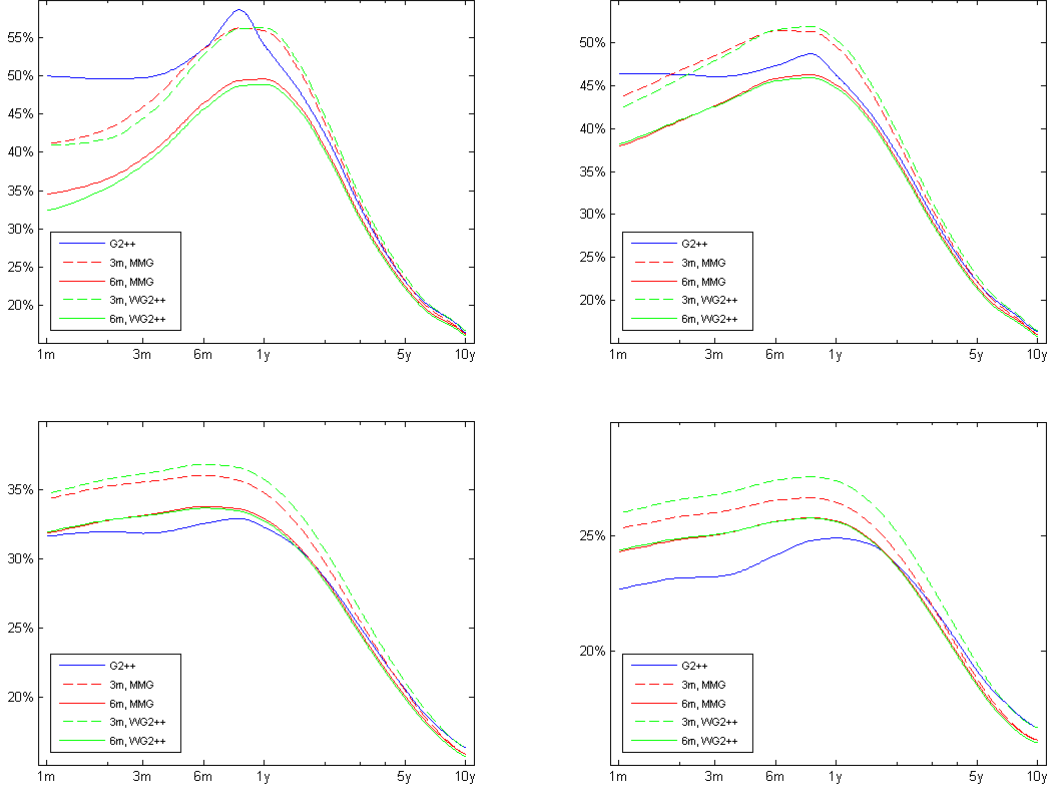 55%
50%
45%
40%
35%
30%
25%
20%
G2++
3m, MMG
6m, MMG
3m, WG2++
6m, WG2++
1m 3m 6m 1y 5y 10y
50%
45%
40%
35%
30%
25%
20%
G2++
3m, MMG
6m, MMG
3m, WG2++
6m, WG2++
1m 3m 6m 1y 5y 10y
35%
30%
25%
20%
G2++
3m, MMG
6m, MMG
3m, WG2++
6m, WG2++
1m 3m 6m 1y 5y 10y
25%
20%
G2++
3m, MMG
6m, MMG
3m, WG2++
6m, WG2++
1m 3m 6m 1y 5y 10y